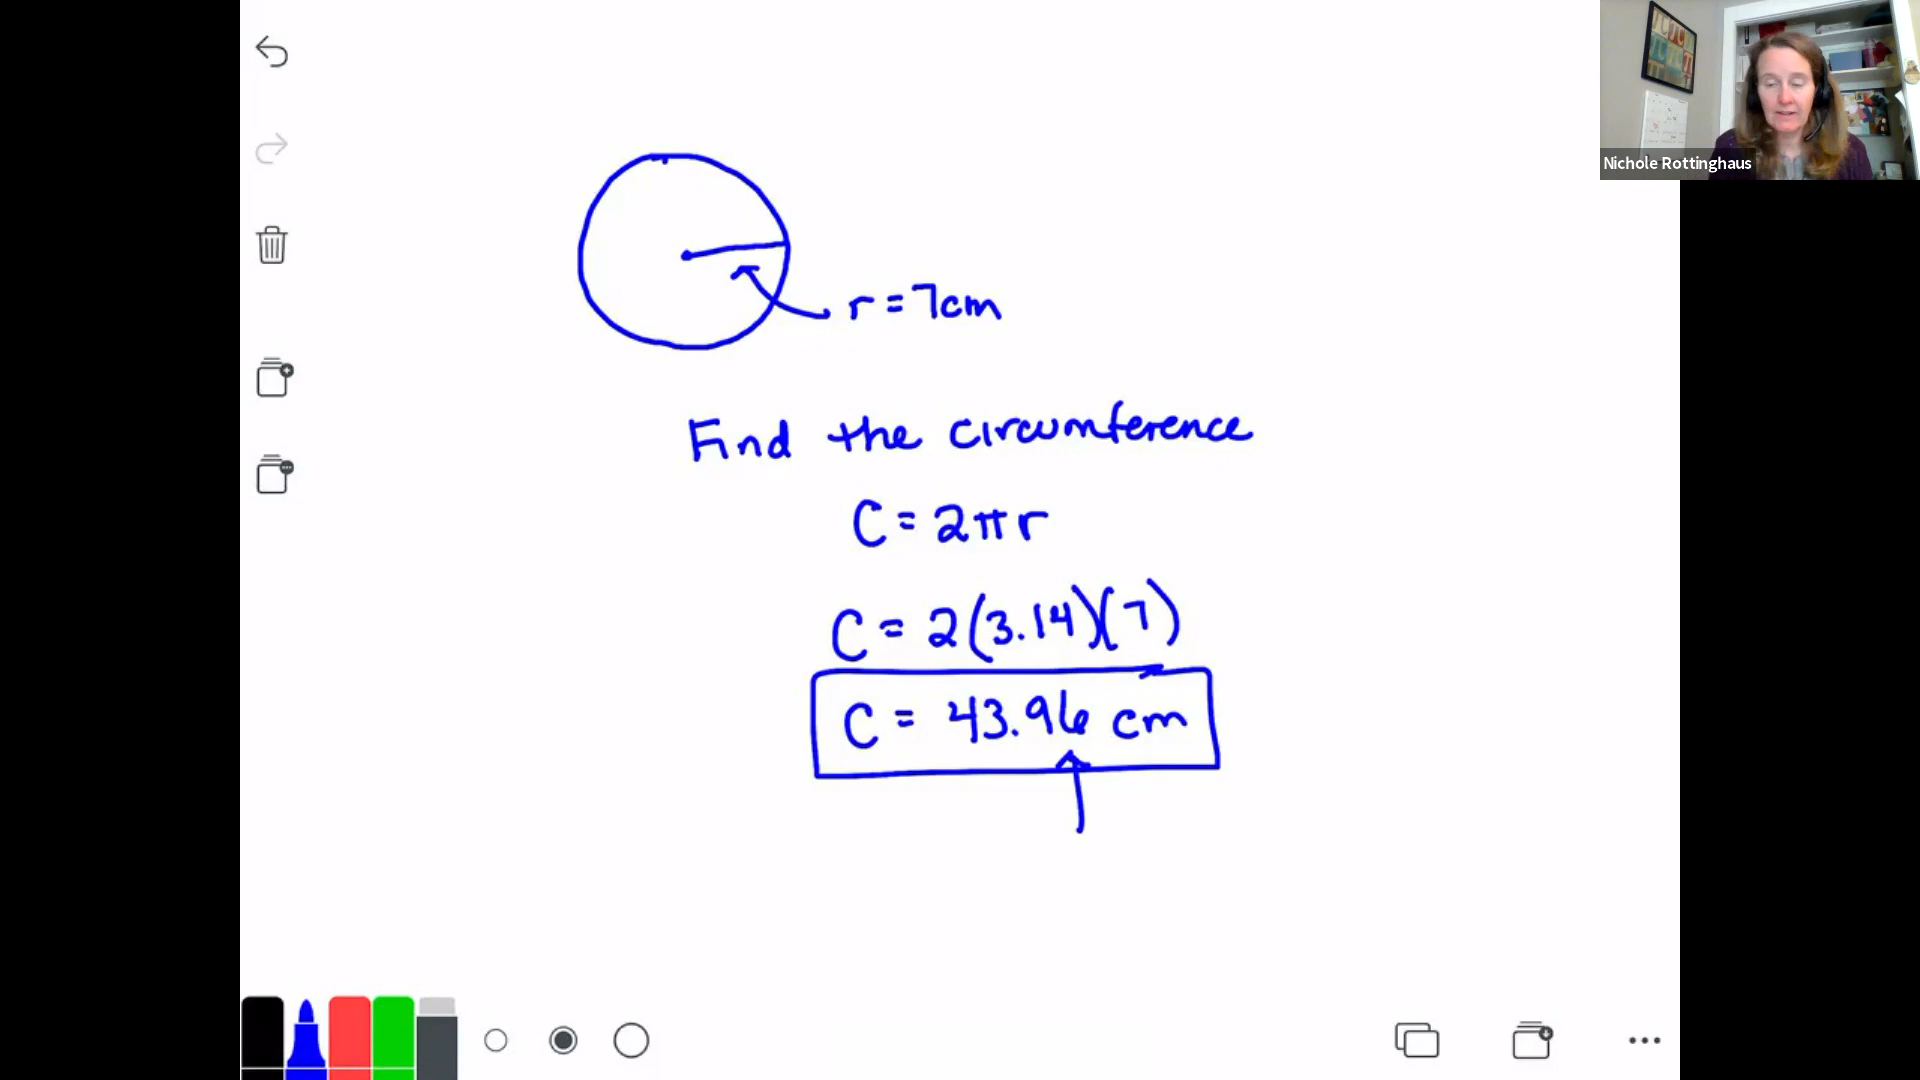 Nichole Rottinghaus
r = 7cm
Find the circumference
C = 2πr
C = 2(3.14)(7)
C = 43.96 cm